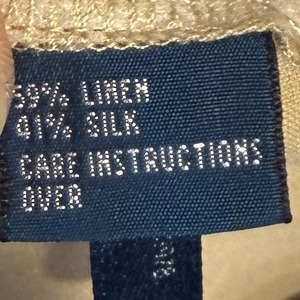 59% LINEN
41% SILK
CARE INSTRUCTIONS
OVER